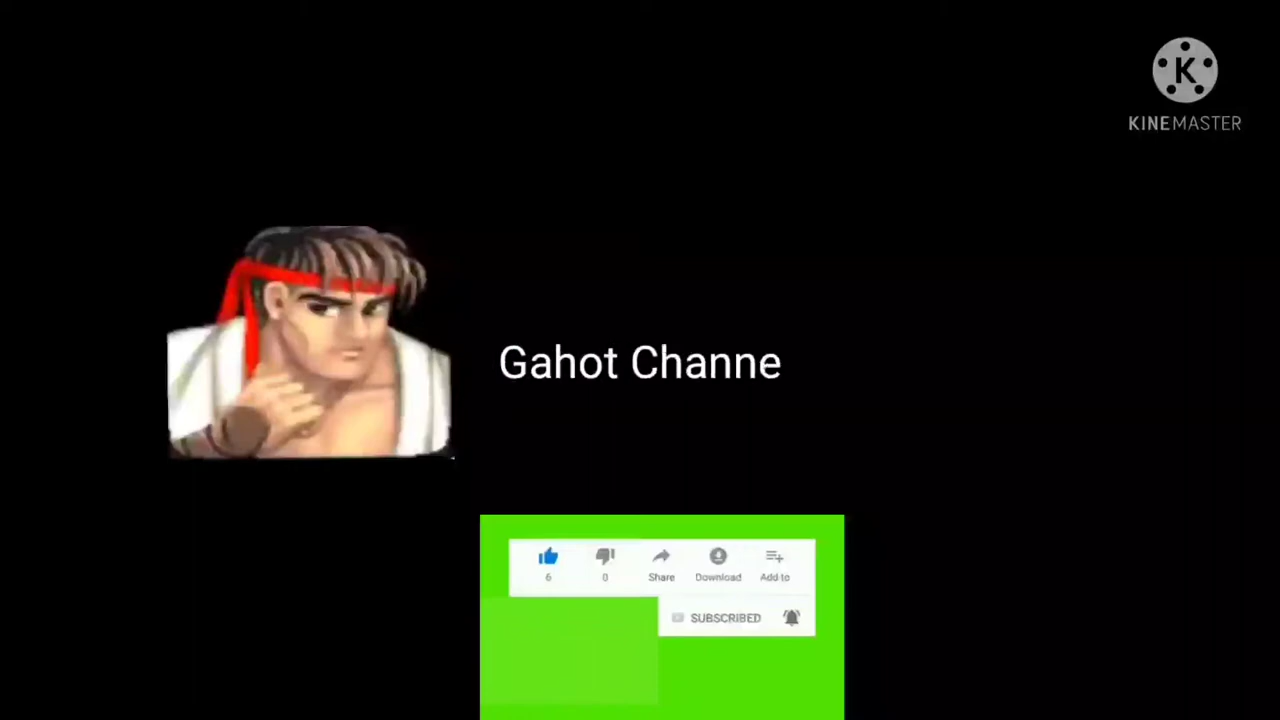 K
KINEMASTER
Gahot Channe
6 0 Share Download Add to
SUBSCRIBED